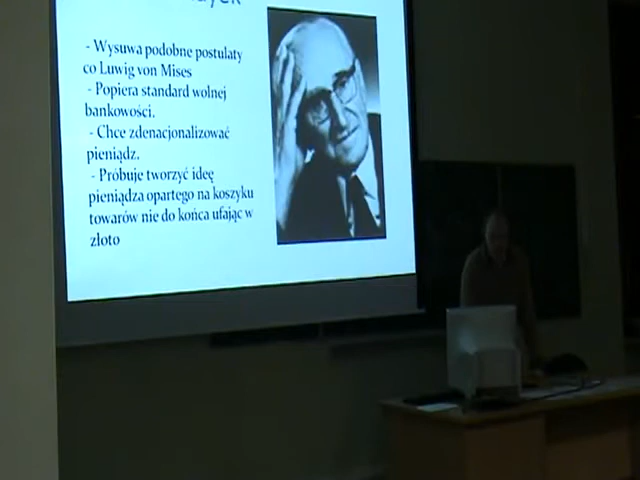 - Wysuwa podobne postulaty
co Luwig von Mises
- Popiera standard wolnej
bankowości.
- Chce zdenacjonalizować
pieniądz.
- Próbuje tworzyć ideę
pieniądza opartego na koszyku
towarów nie do końca ufając w
złoto